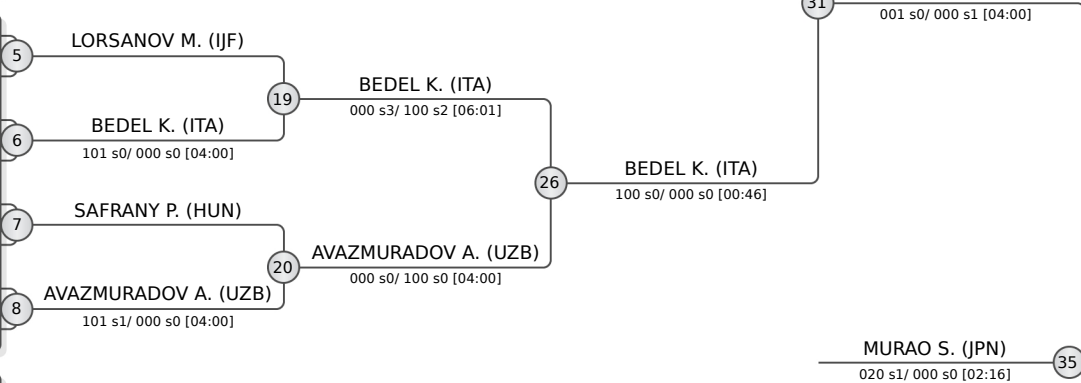 31
001 s0/ 000 s1 [04:00]
LORSANOV M. (IJF)
5
BEDEL K. (ITA)
19
000 s3/ 100 s2 [06:01]
BEDEL K. (ITA)
6
101 s0/ 000 s0 [04:00]
BEDEL K. (ITA)
26
100 s0/ 000 s0 [00:46]
SAFRANY P. (HUN)
7
AVAZMURADOV A. (UZB)
20
000 s0/ 100 s0 [04:00]
AVAZMURADOV A. (UZB)
8
101 s1/ 000 s0 [04:00]
MURAO S. (JPN)
35
020 s1/ 000 s0 [02:16]